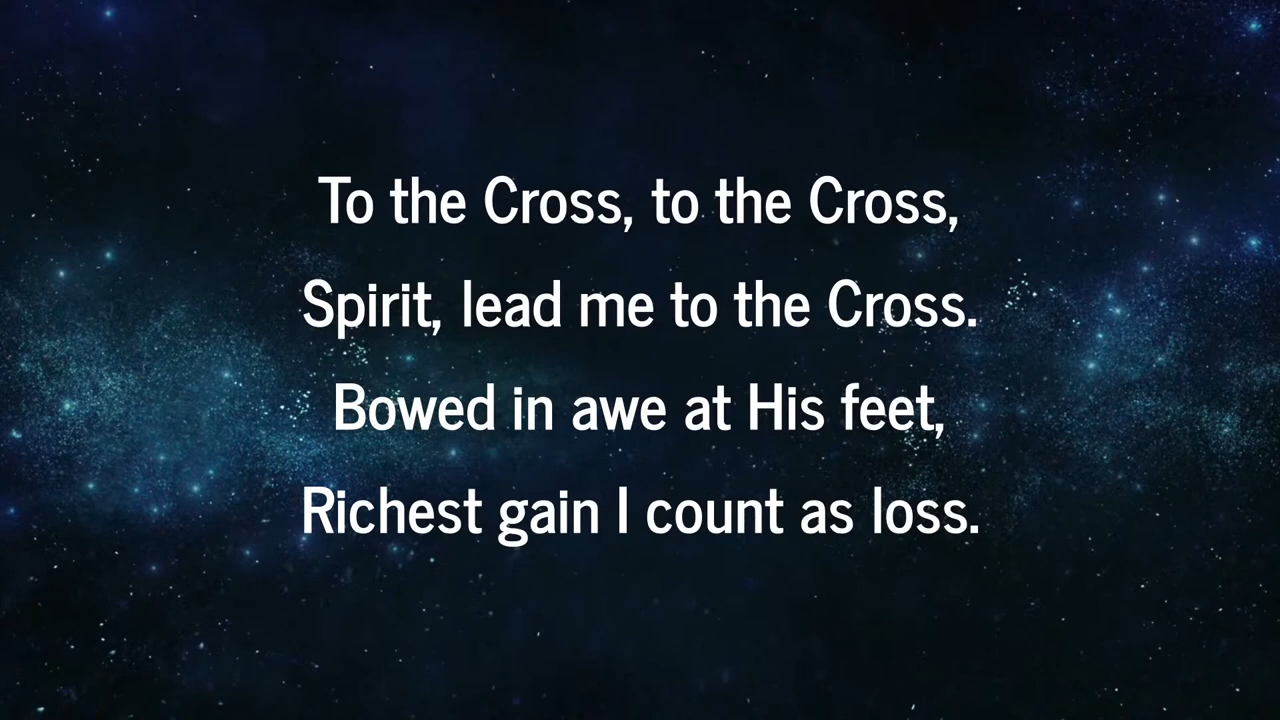 To the Cross, to the Cross,
Spirit, lead me to the Cross.
Bowed in awe at His feet,
Richest gain I count as loss.